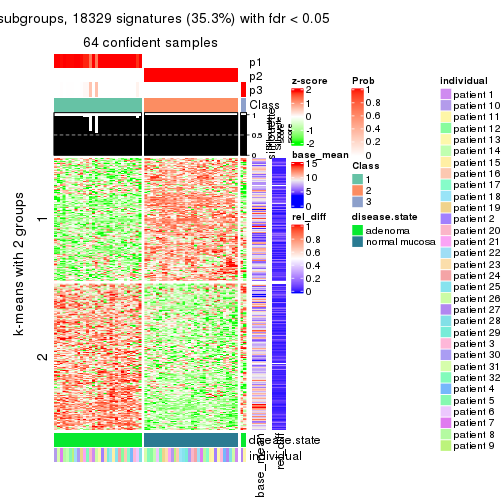 subgroups, 18329 signatures (35.3%) with fdr < 0.05
64 confident samples
p1
p2
p3
Class
1
0.5
0
silhouette
score
k-means with 2 groups
1
2
disease.state
individual
base_mean
rel_diff
z-score
2
1
0
-1
-2
base_mean
15
10
5
0
rel_diff
1
0.8
0.6
0.4
0.2
0
Prob
1
0.8
0.6
0.4
0.2
0
Class
1
2
3
disease.state
adenoma
normal mucosa
individual
patient 1
patient 10
patient 11
patient 12
patient 13
patient 14
patient 15
patient 16
patient 17
patient 18
patient 19
patient 2
patient 20
patient 21
patient 22
patient 23
patient 24
patient 25
patient 26
patient 27
patient 28
patient 29
patient 3
patient 30
patient 31
patient 32
patient 4
patient 5
patient 6
patient 7
patient 8
patient 9